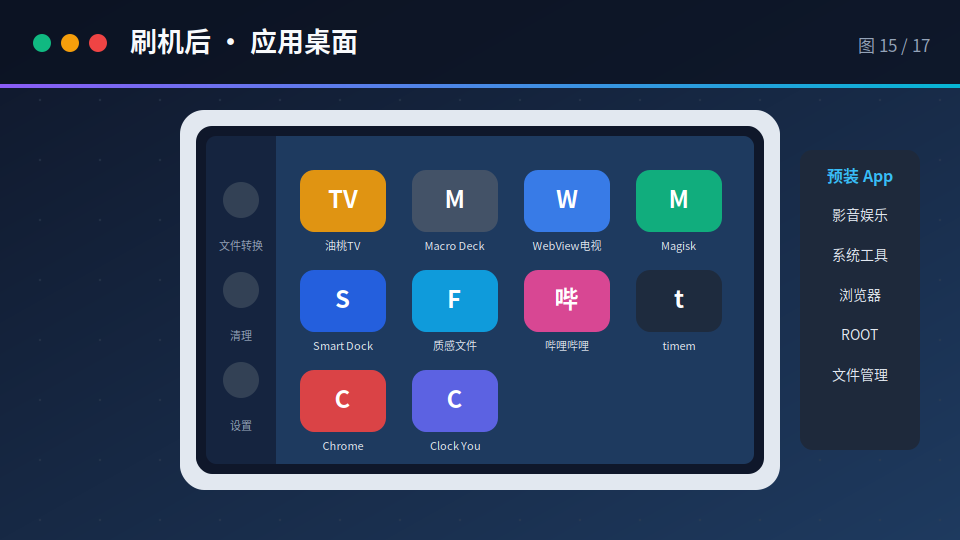 刷机后 · 应用桌面
图 15 / 17
文件转换
清理
设置
TV
M
W
M
油桃TV
Macro Deck
WebView电视
Magisk
S
F
哔
t
Smart Dock
质感文件
哔哩哔哩
timem
C
C
Chrome
Clock You
预装 App
影音娱乐
系统工具
浏览器
ROOT
文件管理